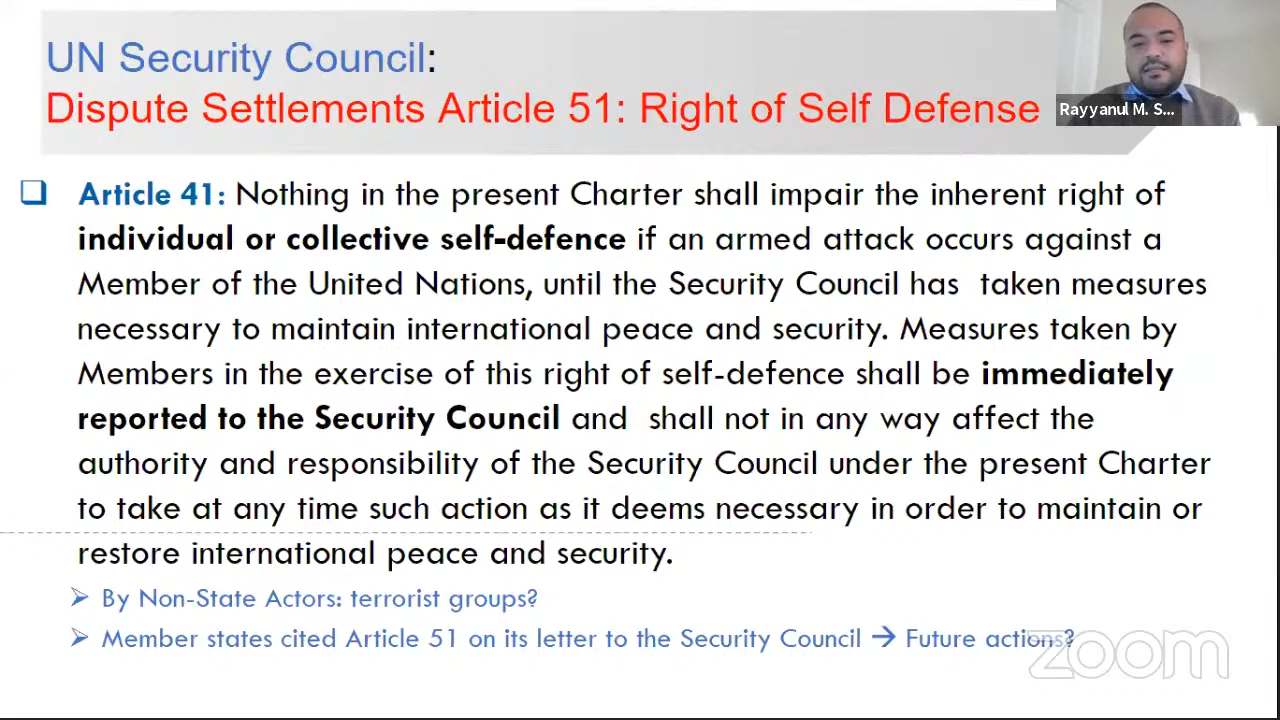 UN Security Council:
Dispute Settlements Article 51: Right of Self Defense
Rayyanul M. S...
Article 41: Nothing in the present Charter shall impair the inherent right of
individual or collective self-defence if an armed attack occurs against a
Member of the United Nations, until the Security Council has taken measures
necessary to maintain international peace and security. Measures taken by
Members in the exercise of this right of self-defence shall be immediately
reported to the Security Council and shall not in any way affect the
authority and responsibility of the Security Council under the present Charter
to take at any time such action as it deems necessary in order to maintain or
restore international peace and security.
By Non-State Actors: terrorist groups?
Member states cited Article 51 on its letter to the Security Council → Future actions?
zoom